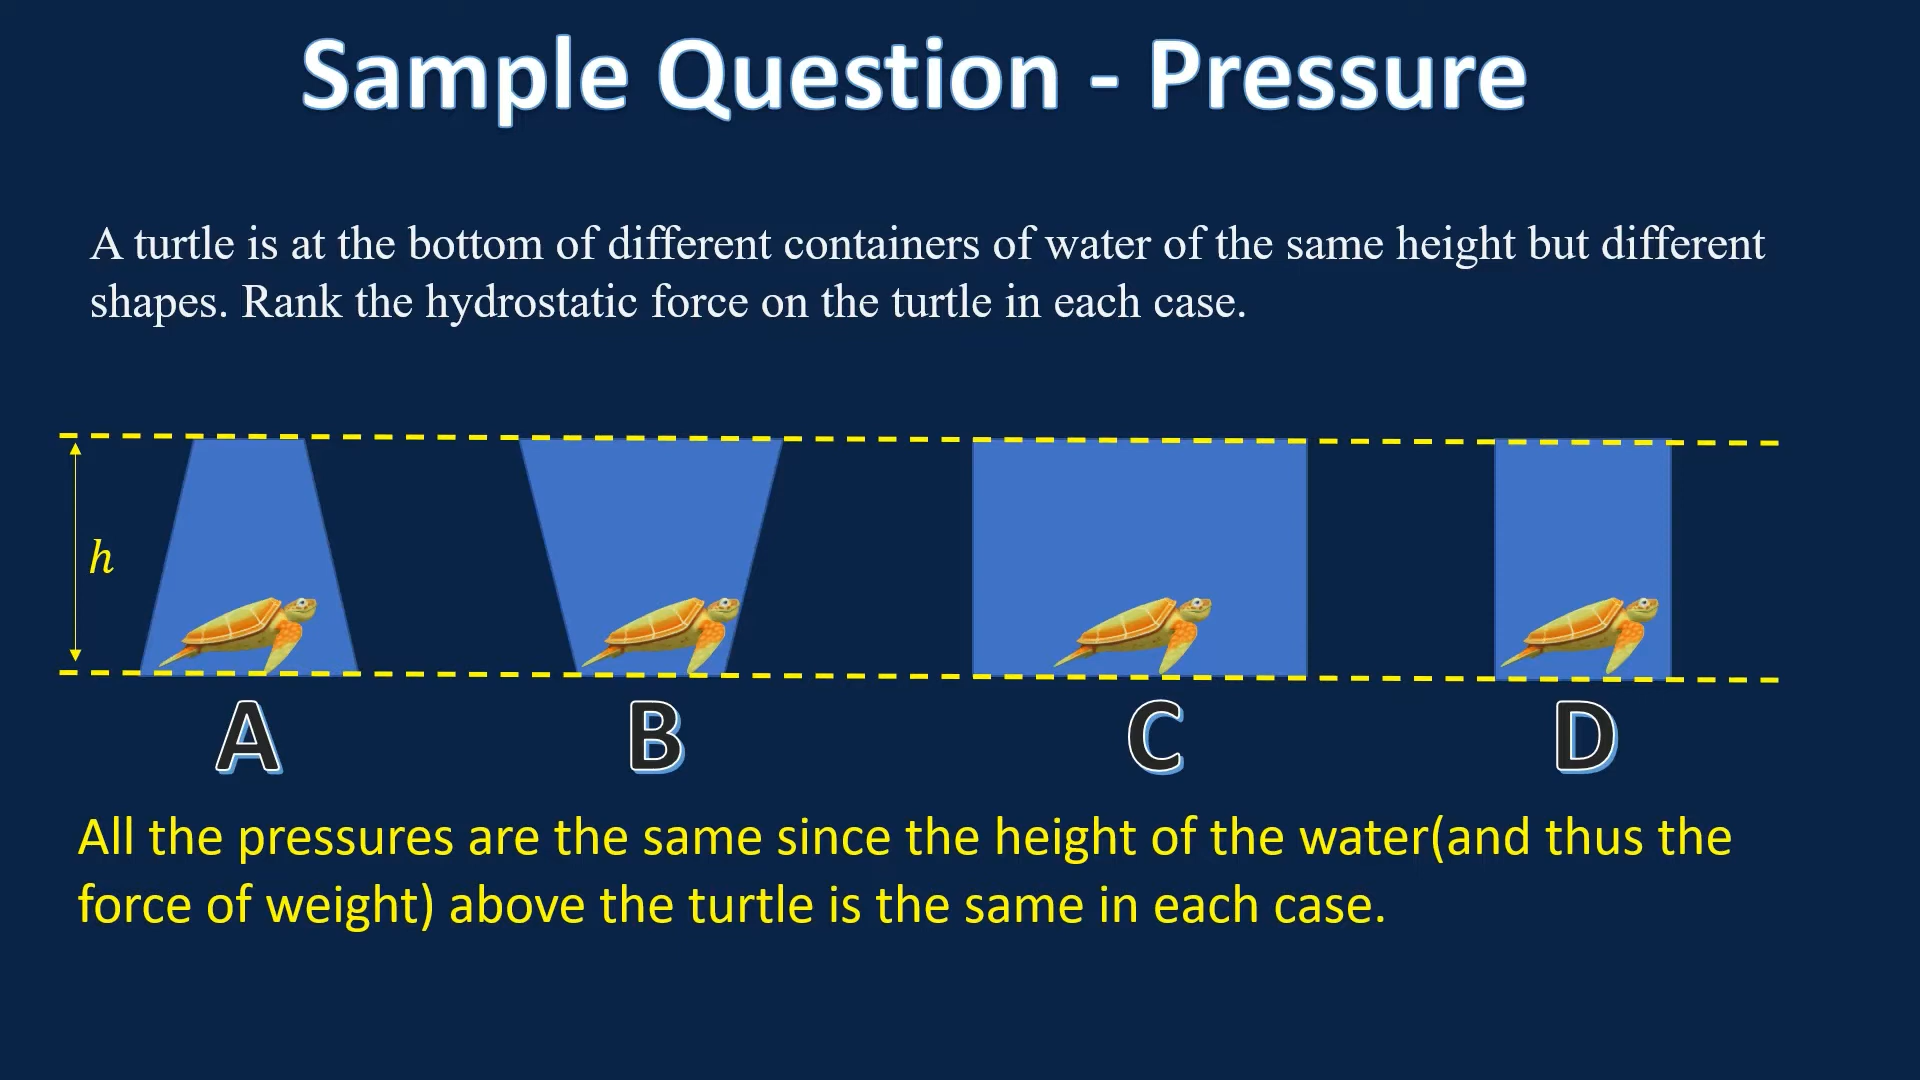 Sample Question - Pressure
A turtle is at the bottom of different containers of water of the same height but different
shapes. Rank the hydrostatic force on the turtle in each case.
h
A B C D
All the pressures are the same since the height of the water(and thus the
force of weight) above the turtle is the same in each case.